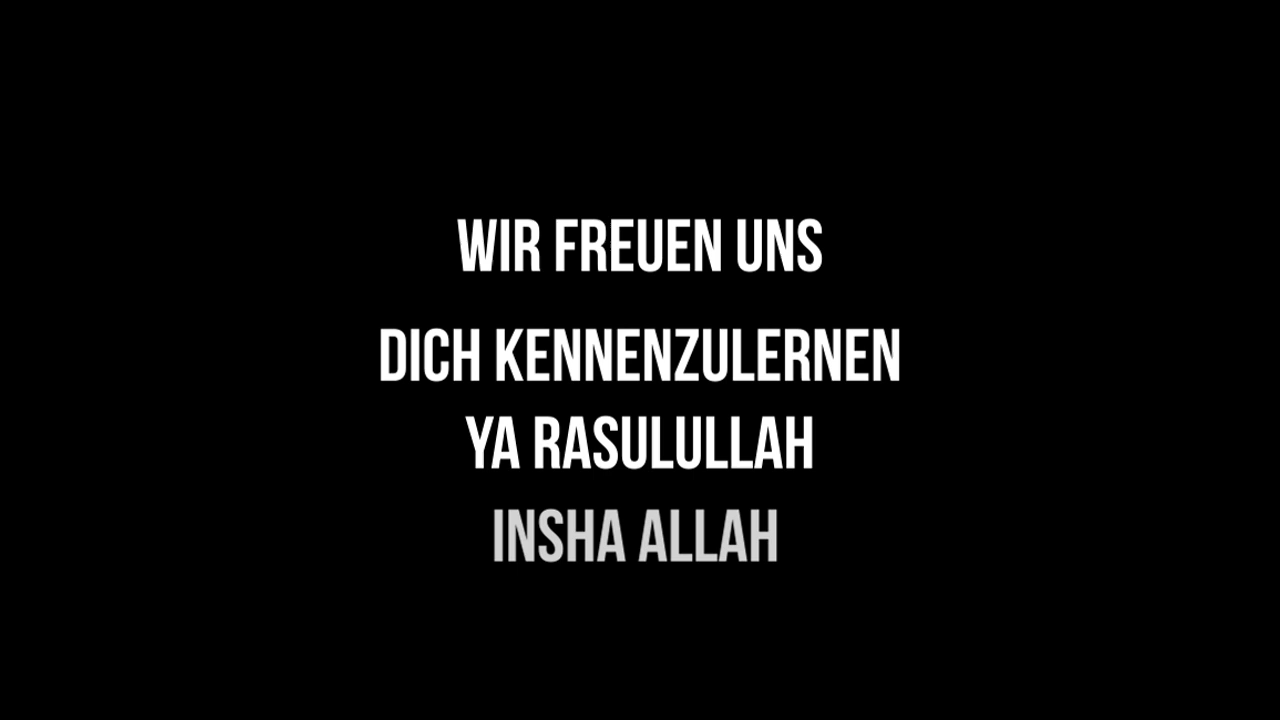 WIR FREUEN UNS
DICH KENNENZULERNEN
YA RASULULLAH
INSHA ALLAH